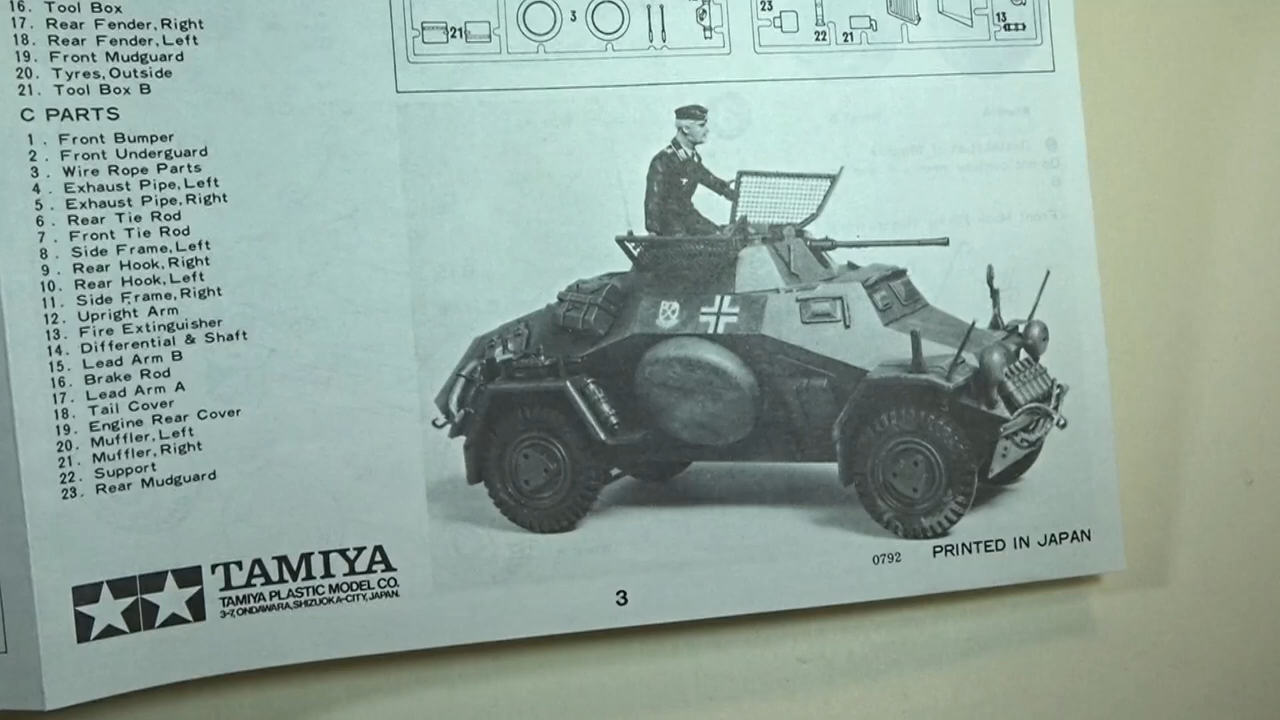 16. Tool Box
17. Rear Fender, Right
18. Rear Fender, Left
19. Front Mudguard
20. Tyres, Outside
21. Tool Box B
C PARTS
1. Front Bumper
2. Front Underguard
3. Wire Rope Parts
4. Exhaust Pipe, Left
5. Exhaust Pipe, Right
6. Rear Tie Rod
7. Front Tie Rod
8. Side Frame, Left
9. Rear Hook, Right
10. Rear Hook, Left
11. Side Frame, Right
12. Upright Arm
13. Fire Extinguisher
14. Differential & Shaft
15. Lead Arm B
16. Brake Rod
17. Lead Arm A
18. Tail Cover
19. Engine Rear Cover
20. Muffler, Left
21. Muffler, Right
22. Support
23. Rear Mudguard
21
3
23
22
21
13
TAMIYA
TAMIYA PLASTIC MODEL CO.
3-7, ONDAWARA, SHIZUOKA-CITY, JAPAN.
3
0792 PRINTED IN JAPAN